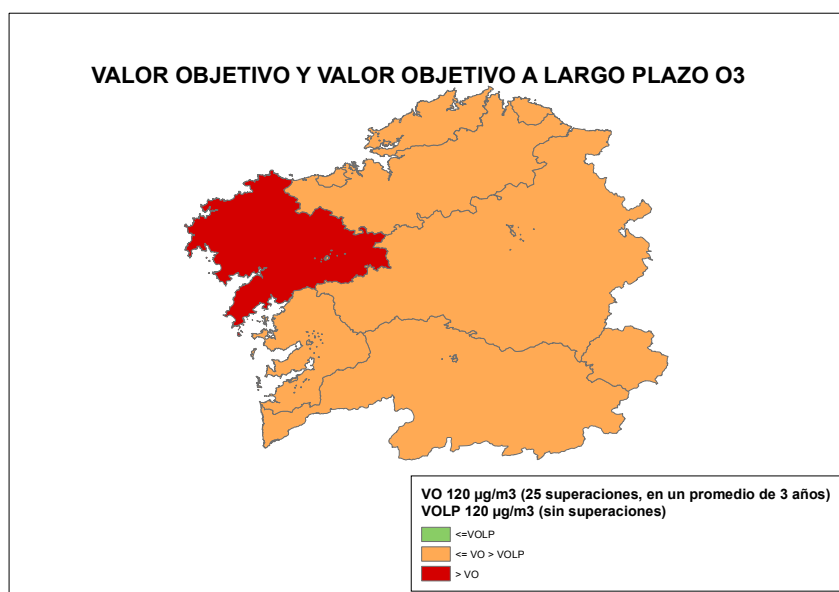 VALOR OBJETIVO Y VALOR OBJETIVO A LARGO PLAZO O3
VO 120 µg/m3 (25 superaciones, en un promedio de 3 años)
VOLP 120 µg/m3 (sin superaciones)
<=VOLP
<= VO > VOLP
> VO